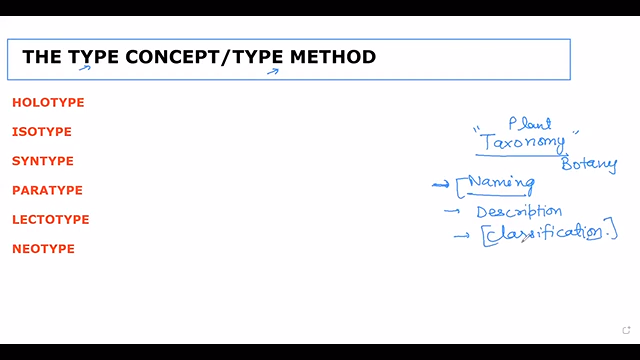 THE TYPE CONCEPT/TYPE METHOD
HOLOTYPE
ISOTYPE
SYNTYPE
PARATYPE
LECTOTYPE
NEOTYPE
Plant
"Taxonomy"
Botany
→ [Naming
→ Description
→ [Classification.]